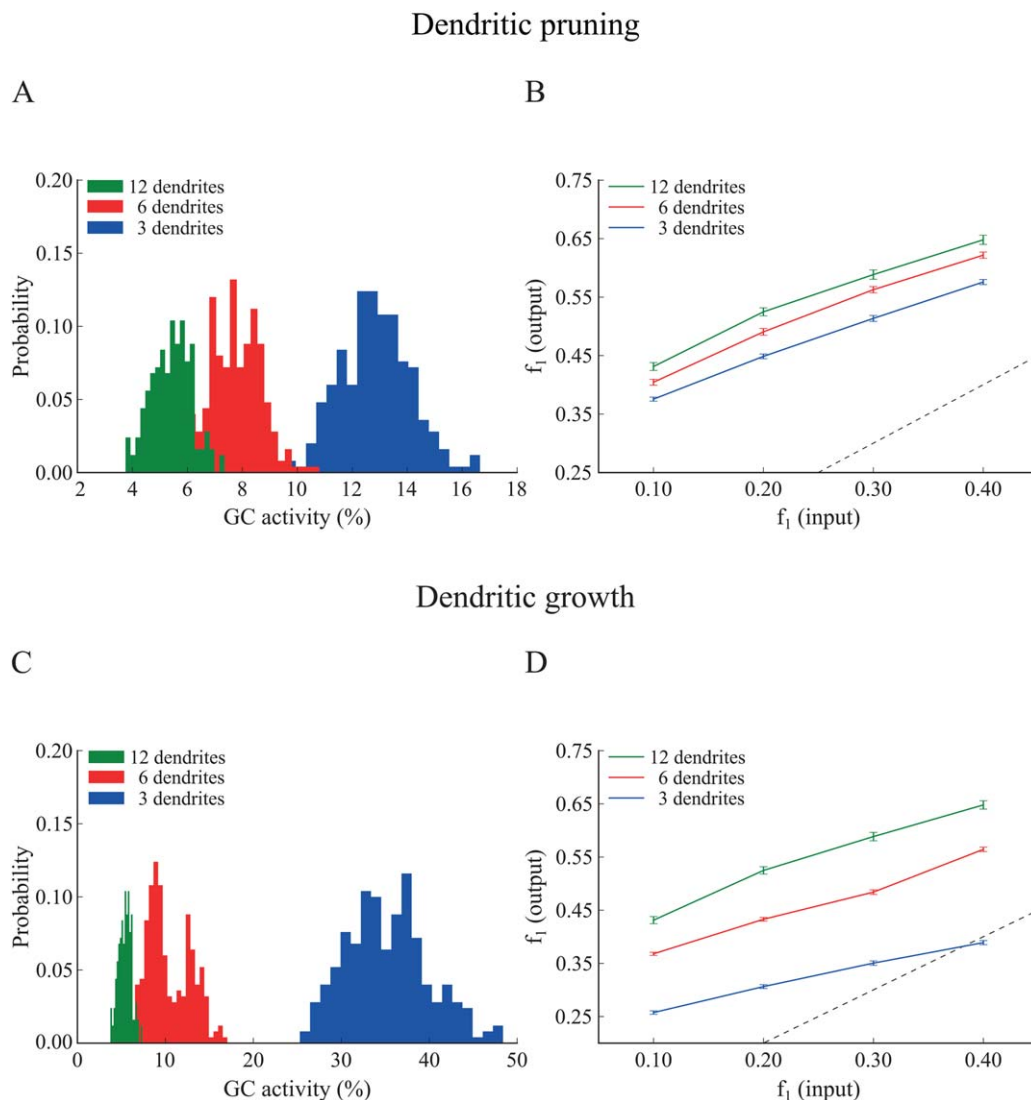 Dendritic pruning
A
0.20
0.15
0.10
0.05
0.00
Probability
12 dendrites
6 dendrites
3 dendrites
2 4 6 8 10 12 14 16 18
GC activity (%)
B
0.75
0.65
0.55
0.45
0.35
0.25
f₁ (output)
12 dendrites
6 dendrites
3 dendrites
0.10 0.20 0.30 0.40
f₁ (input)
Dendritic growth
C
0.20
0.15
0.10
0.05
0.00
Probability
12 dendrites
6 dendrites
3 dendrites
0 10 20 30 40 50
GC activity (%)
D
0.75
0.65
0.55
0.45
0.35
0.25
f₁ (output)
12 dendrites
6 dendrites
3 dendrites
0.10 0.20 0.30 0.40
f₁ (input)